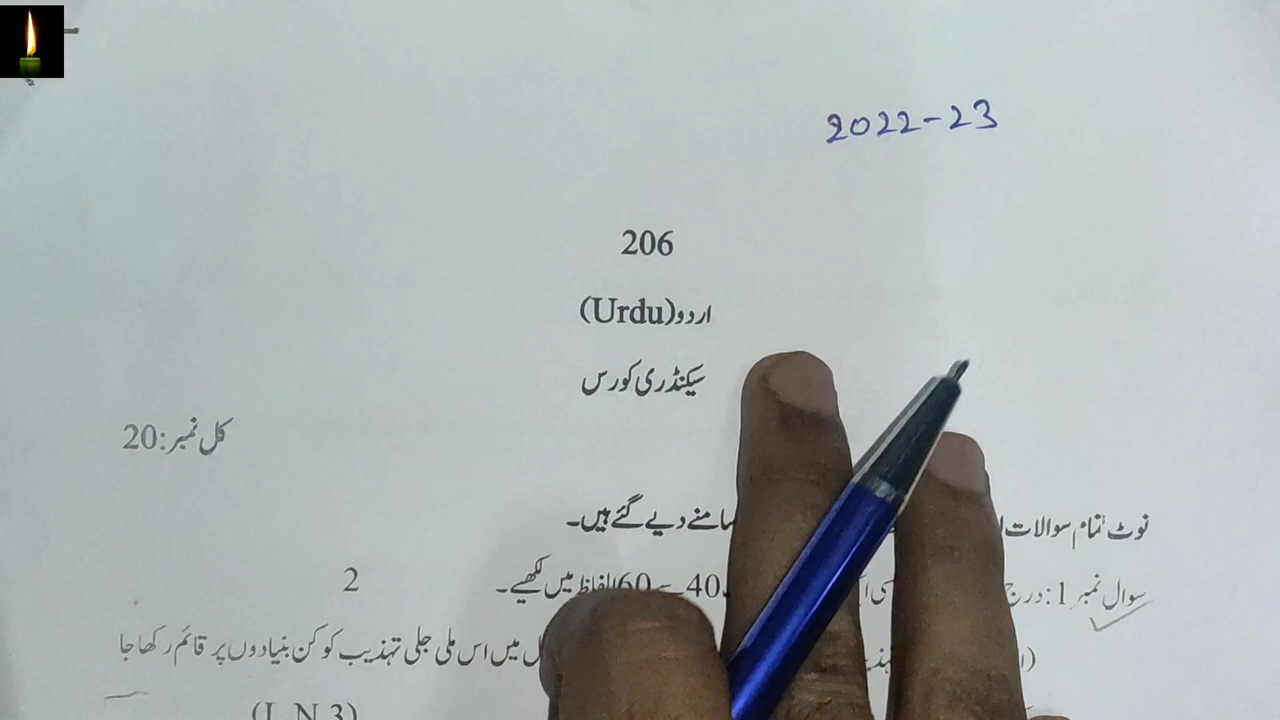 2022-23
206
اردو(Urdu)
سیکنڈری کورس
کل نمبر:20
نوٹ تمام سوالات سامنے دیے گئے ہیں۔
سوال نمبر 1: درج 40 سے 60 الفاظ میں لکھیے۔ 2
میں اس ملی جلی تہذیب کو کن بنیادوں پر قائم رکھا جا
(L.N.3)